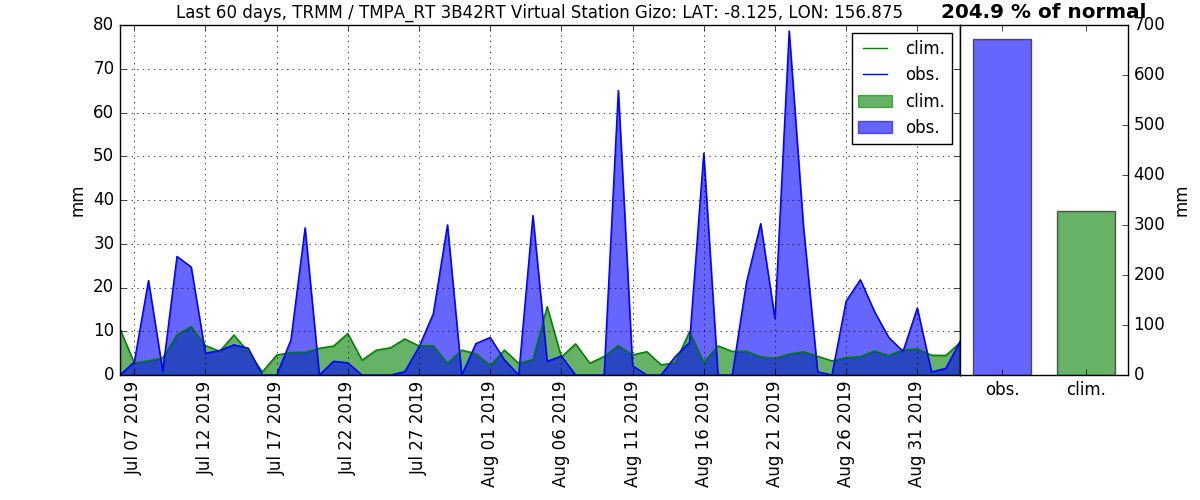 Last 60 days, TRMM / TMPA_RT 3B42RT Virtual Station Gizo: LAT: -8.125, LON: 156.875
204.9 % of normal
80
70
60
50
40
30
20
10
0
mm
clim.
obs.
clim.
obs.
700
600
500
400
300
200
100
0
mm
obs.
clim.
Jul 07 2019
Jul 12 2019
Jul 17 2019
Jul 22 2019
Jul 27 2019
Aug 01 2019
Aug 06 2019
Aug 11 2019
Aug 16 2019
Aug 21 2019
Aug 26 2019
Aug 31 2019